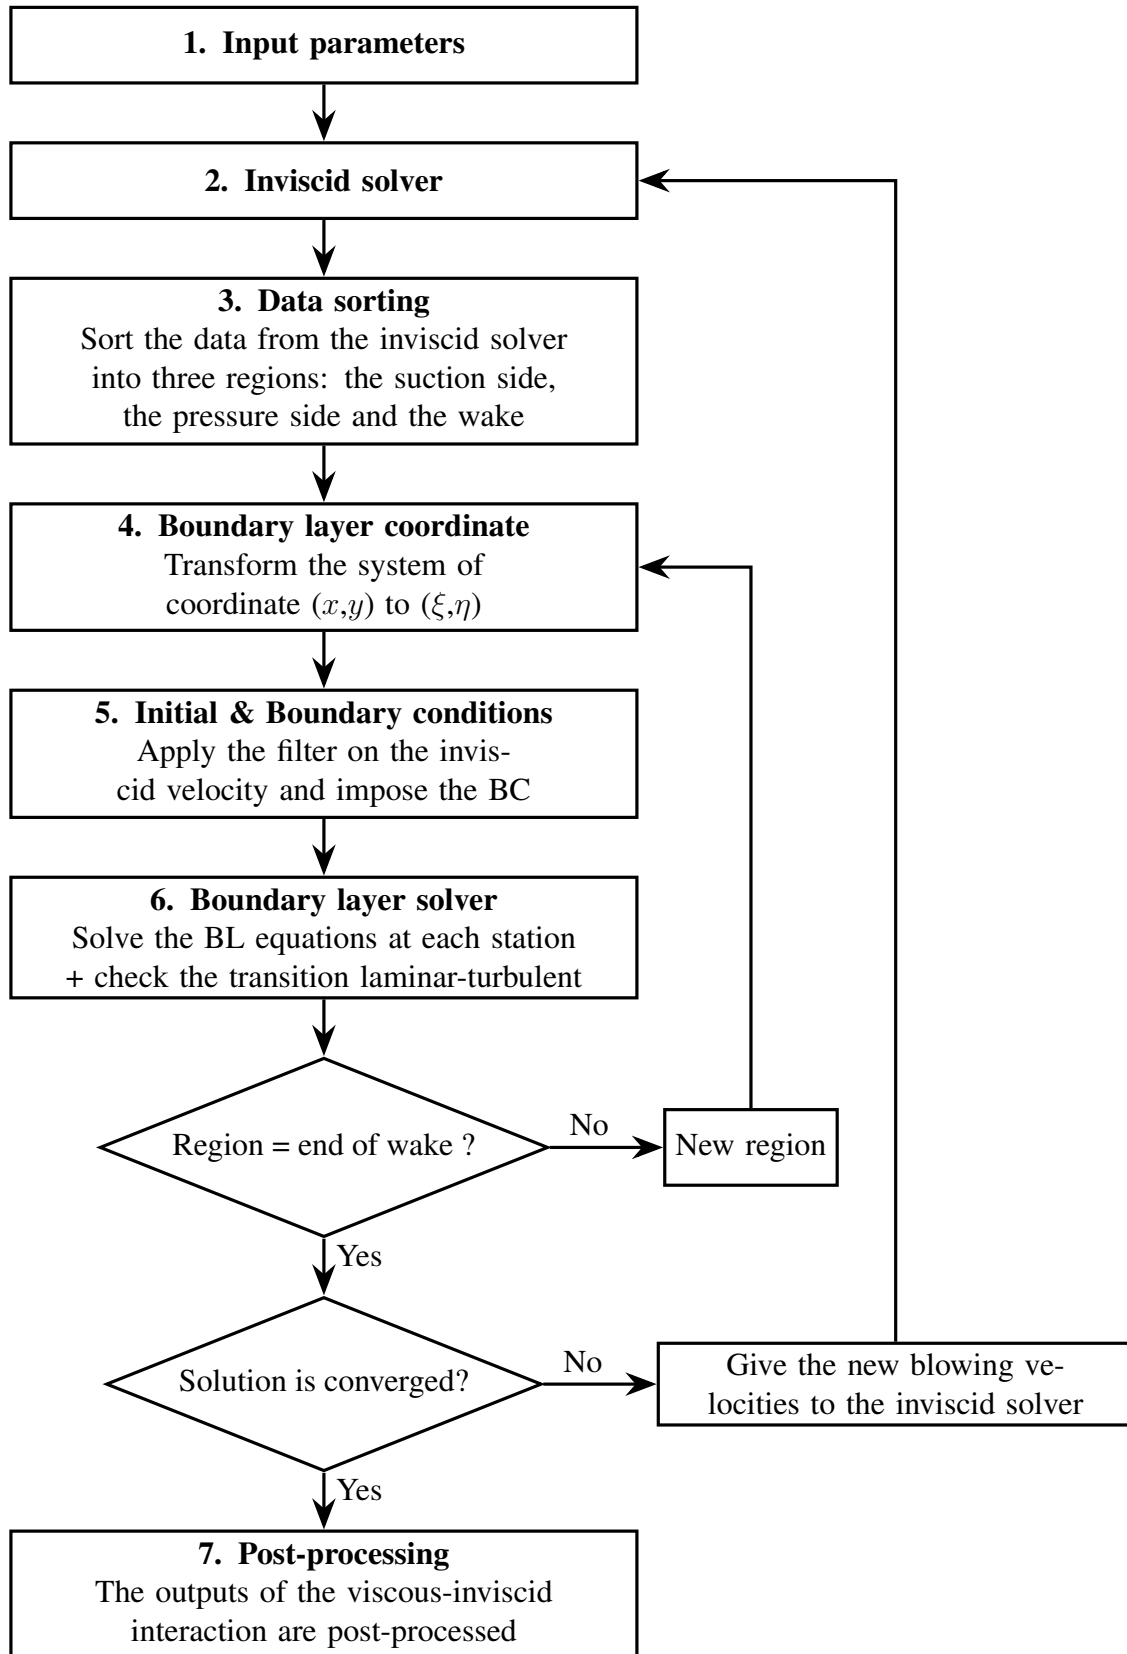 1. Input parameters
2. Inviscid solver
3. Data sorting
Sort the data from the inviscid solver
into three regions: the suction side,
the pressure side and the wake
4. Boundary layer coordinate
Transform the system of
coordinate (x,y) to (ξ,η)
5. Initial & Boundary conditions
Apply the filter on the invis-
cid velocity and impose the BC
6. Boundary layer solver
Solve the BL equations at each station
+ check the transition laminar-turbulent
Region = end of wake ?
No
New region
Yes
Solution is converged?
No
Give the new blowing ve-
locities to the inviscid solver
Yes
7. Post-processing
The outputs of the viscous-inviscid
interaction are post-processed